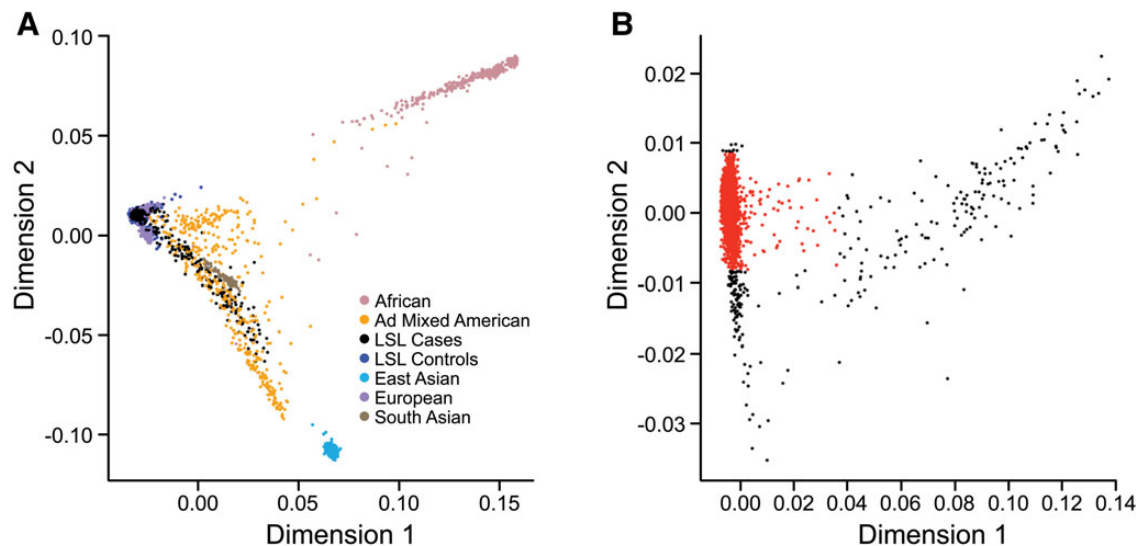 A
0.10
0.05
0.00
-0.05
-0.10
Dimension 2
0.00
0.05
0.10
0.15
Dimension 1
African
Ad Mixed American
LSL Cases
LSL Controls
East Asian
European
South Asian
B
0.02
0.01
0.00
-0.01
-0.02
-0.03
Dimension 2
0.00
0.02
0.04
0.06
0.08
0.10
0.12
0.14
Dimension 1